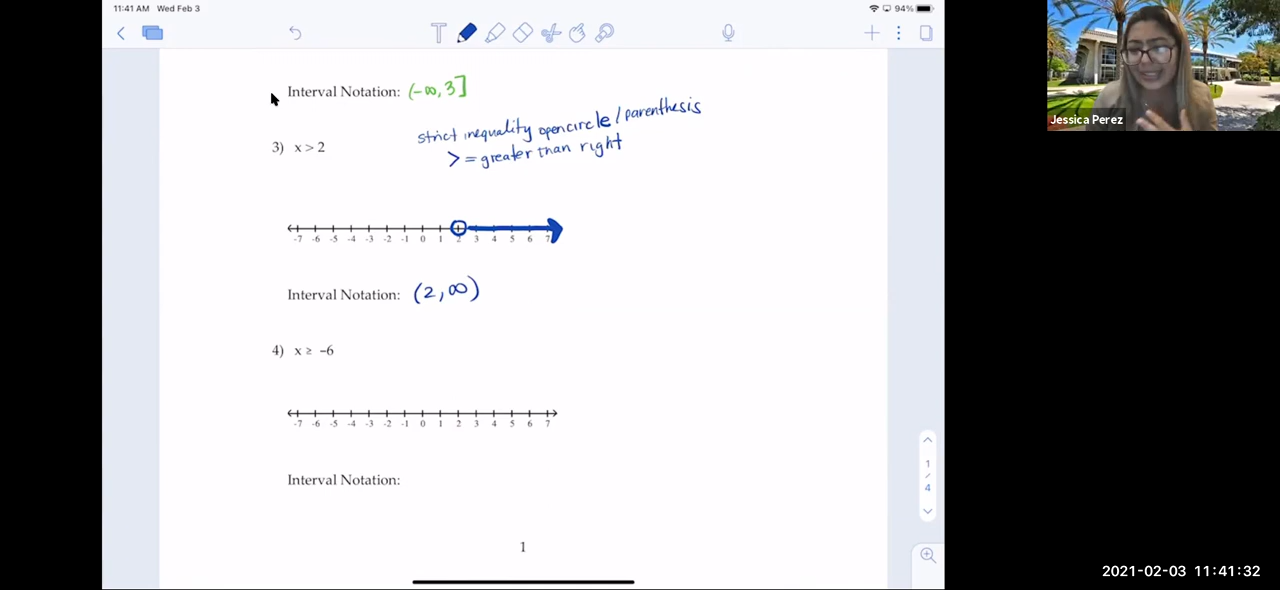 11:41 AM Wed Feb 3
94%
T
Interval Notation: (-∞, 3]
strict inequality open circle / parenthesis
> = greater than right
3) x > 2
-7 -6 -5 -4 -3 -2 -1 0 1 2 3 4 5 6 7
Interval Notation: (2, ∞)
4) x ≥ -6
-7 -6 -5 -4 -3 -2 -1 0 1 2 3 4 5 6 7
Interval Notation:
1
1
/
4
Jessica Perez
2021-02-03 11:41:32